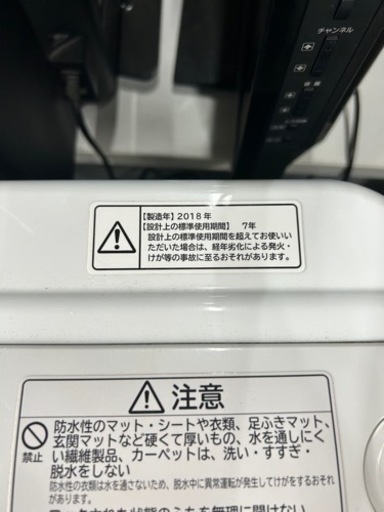 チャンネル
【製造年】2018年
【設計上の標準使用期間】 7年
設計上の標準使用期間を超えてお使いい
ただいた場合は、経年劣化による発火・
けが等の事故に至るおそれがあります。
注意
防水性のマット・シートや衣類、足ふきマット、
玄関マットなど硬くて厚いもの、水を通しにく
い繊維製品、カーペットは、洗い・すすぎ・
脱水をしない
禁止
防水性の衣類は水を通さないため、脱水中に異常運転が発生してけがをするおそれ
があります。